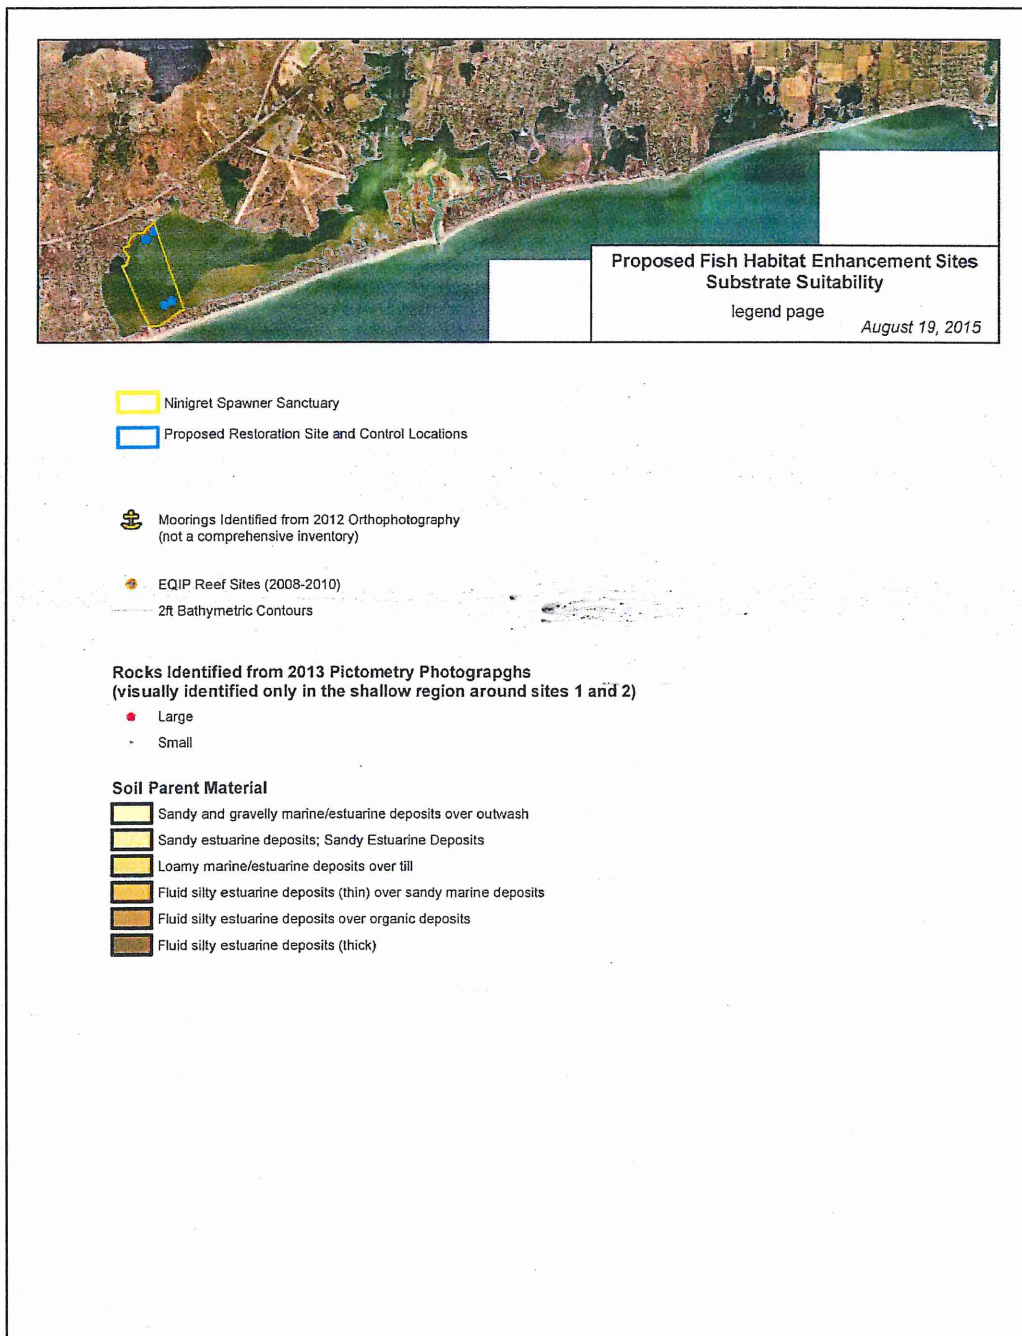 Proposed Fish Habitat Enhancement Sites
Substrate Suitability
legend page
August 19, 2015
Ninigret Spawner Sanctuary
Proposed Restoration Site and Control Locations
Moorings Identified from 2012 Orthophotography
(not a comprehensive inventory)
EQIP Reef Sites (2008-2010)
2ft Bathymetric Contours
Rocks Identified from 2013 Pictometry Photograpghs
(visually identified only in the shallow region around sites 1 and 2)
Large
Small
Soil Parent Material
Sandy and gravelly marine/estuarine deposits over outwash
Sandy estuarine deposits; Sandy Estuarine Deposits
Loamy marine/estuarine deposits over till
Fluid silty estuarine deposits (thin) over sandy marine deposits
Fluid silty estuarine deposits over organic deposits
Fluid silty estuarine deposits (thick)